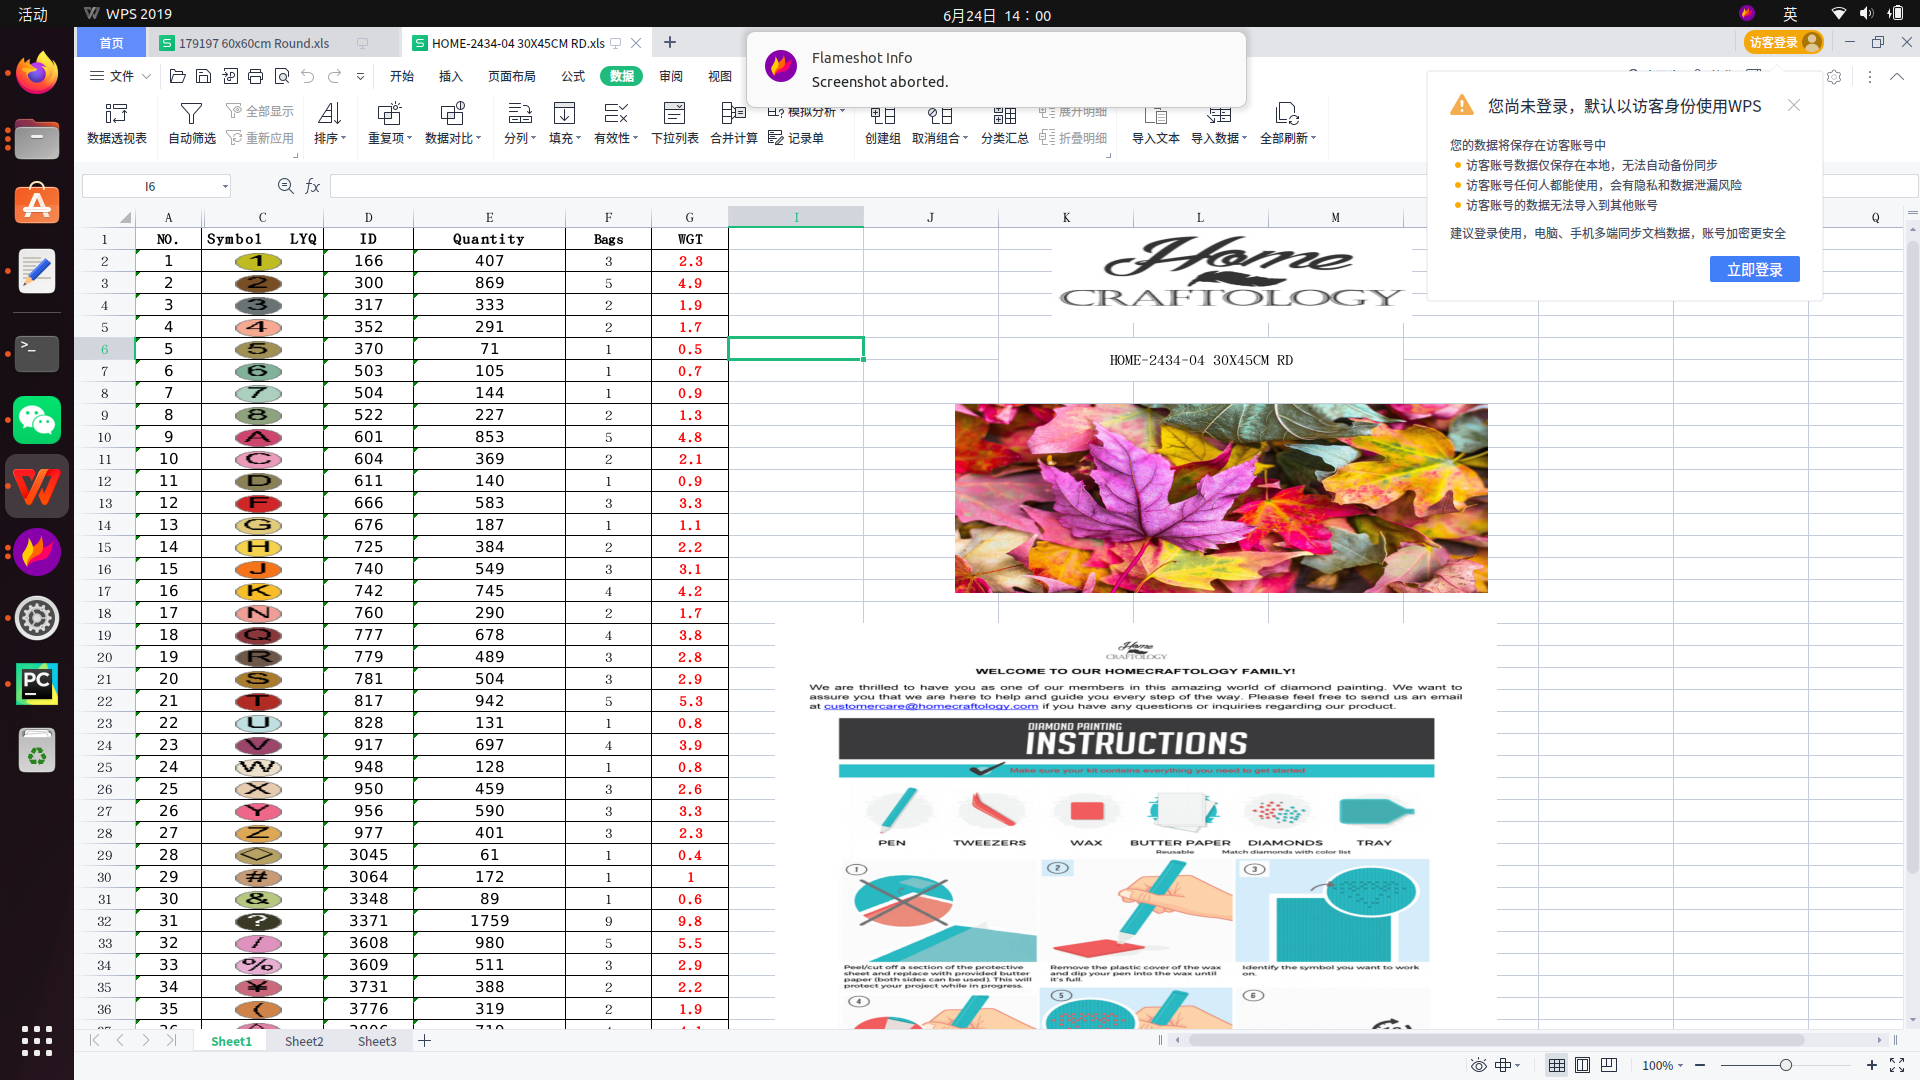 活动
WPS 2019
6月24日 14：00
英
首页
179197 60x60cm Round.xls
HOME-2434-04 30X45CM RD.xls
访客登录
文件
开始
插入
页面布局
公式
数据
审阅
视图
Flameshot Info
Screenshot aborted.
数据透视表
自动筛选
全部显示
重新应用
排序
重复项
数据对比
分列
填充
有效性
下拉列表
合并计算
模拟分析
记录单
创建组
取消组合
分类汇总
展开明细
折叠明细
导入文本
导入数据
全部刷新
您尚未登录，默认以访客身份使用WPS
您的数据将保存在访客账号中
访客账号数据仅保存在本地，无法自动备份同步
访客账号任何人都能使用，会有隐私和数据泄漏风险
访客账号的数据无法导入到其他账号
建议登录使用，电脑、手机多端同步文档数据，账号加密更安全
立即登录
I6
fx
A C D E F G I J K L M Q
1 NO. Symbol LYQ ID Quantity Bags WGT
2 1 1 166 407 3 2.3
3 2 2 300 869 5 4.9
4 3 3 317 333 2 1.9
5 4 4 352 291 2 1.7
6 5 5 370 71 1 0.5
7 6 6 503 105 1 0.7
8 7 7 504 144 1 0.9
9 8 8 522 227 2 1.3
10 9 A 601 853 5 4.8
11 10 C 604 369 2 2.1
12 11 D 611 140 1 0.9
13 12 F 666 583 3 3.3
14 13 G 676 187 1 1.1
15 14 H 725 384 2 2.2
16 15 J 740 549 3 3.1
17 16 K 742 745 4 4.2
18 17 N 760 290 2 1.7
19 18 Q 777 678 4 3.8
20 19 R 779 489 3 2.8
21 20 S 781 504 3 2.9
22 21 T 817 942 5 5.3
23 22 U 828 131 1 0.8
24 23 V 917 697 4 3.9
25 24 W 948 128 1 0.8
26 25 X 950 459 3 2.6
27 26 Y 956 590 3 3.3
28 27 Z 977 401 3 2.3
29 28 ◇ 3045 61 1 0.4
30 29 # 3064 172 1 1
31 30 & 3348 89 1 0.6
32 31 ? 3371 1759 9 9.8
33 32 / 3608 980 5 5.5
34 33 % 3609 511 3 2.9
35 34 ¥ 3731 388 2 2.2
36 35 ( 3776 319 2 1.9
Home
CRAFTOLOGY
HOME-2434-04 30X45CM RD
Home
CRAFTOLOGY
WELCOME TO OUR HOMECRAFTOLOGY FAMILY!
We are thrilled to have you as one of our members in this amazing world of diamond painting. We want to
assure you that we are here to help and guide you every step of the way. Please feel free to send us an email
at customercare@homecraftology.com if you have any questions or inquiries regarding our product.
DIAMOND PAINTING
INSTRUCTIONS
Make sure your kit contains everything you need to get started
PEN TWEEZERS WAX BUTTER PAPER DIAMONDS TRAY
Reusable Match diamonds with color list
1 2 3
Peel/cut off a section of the protective
sheet and replace with provided butter
paper (both sides can be used). This will
protect your project while in progress.
Remove the plastic cover of the wax
and dip your pen into the wax until
it's full.
Identify the symbol you want to work
on.
4 5 6
Sheet1
Sheet2
Sheet3
100%